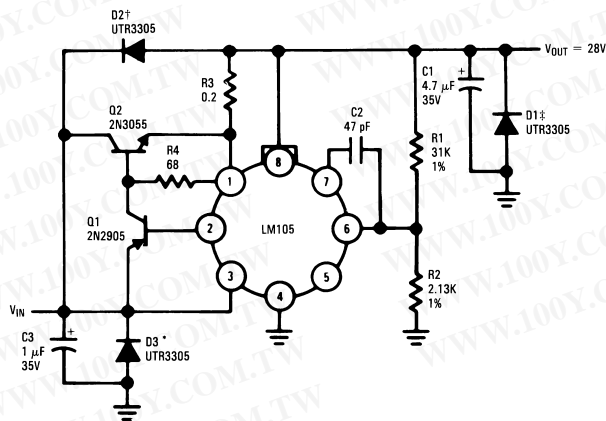 D2†
UTR3305
V_OUT = 28V
R3
0.2
C1
4.7 μF
35V
+
D1‡
UTR3305
Q2
2N3055
C2
47 pF
R4
68
R1
31K
1%
1
8
7
Q1
2N2905
2
LM105
6
3
5
4
R2
2.13K
1%
V_IN
C3
1 μF
35V
+
D3*
UTR3305
WWW.100Y.COM.TW